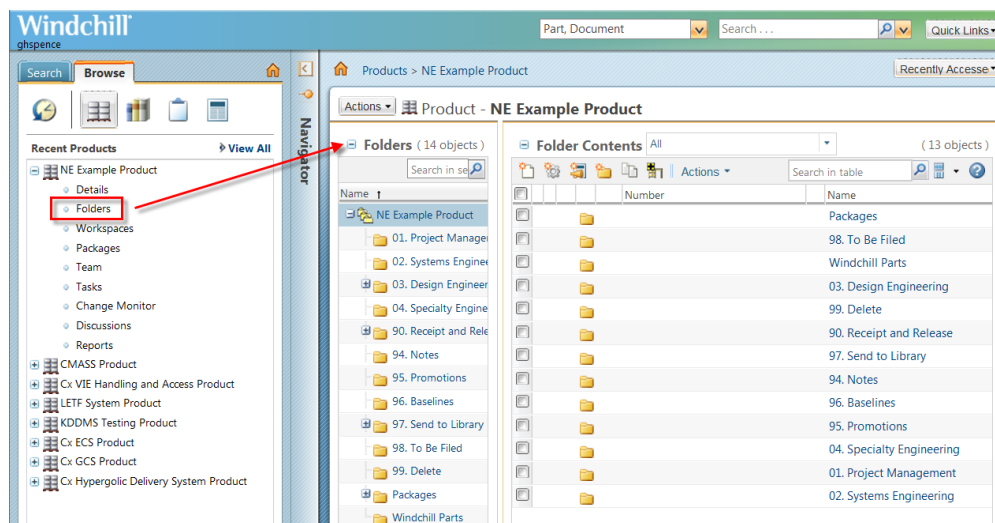 Windchill
ghspence
Part, Document
Search . . .
Quick Links
Search
Browse
Products > NE Example Product
Recently Accesse
Navigator
Actions
Product - NE Example Product
Recent Products
View All
NE Example Product
Details
Folders
Workspaces
Packages
Team
Tasks
Change Monitor
Discussions
Reports
CMASS Product
Cx VIE Handling and Access Product
LETF System Product
KDDMS Testing Product
Cx ECS Product
Cx GCS Product
Cx Hypergolic Delivery System Product
Folders ( 14 objects )
Search in se
Name
NE Example Product
01. Project Manager
02. Systems Enginee
03. Design Engineer
04. Specialty Engine
90. Receipt and Rele
94. Notes
95. Promotions
96. Baselines
97. Send to Library
98. To Be Filed
99. Delete
Packages
Windchill Parts
Folder Contents All ( 13 objects )
Actions
Search in table
Number Name
Packages
98. To Be Filed
Windchill Parts
03. Design Engineering
99. Delete
90. Receipt and Release
97. Send to Library
94. Notes
96. Baselines
95. Promotions
04. Specialty Engineering
01. Project Management
02. Systems Engineering